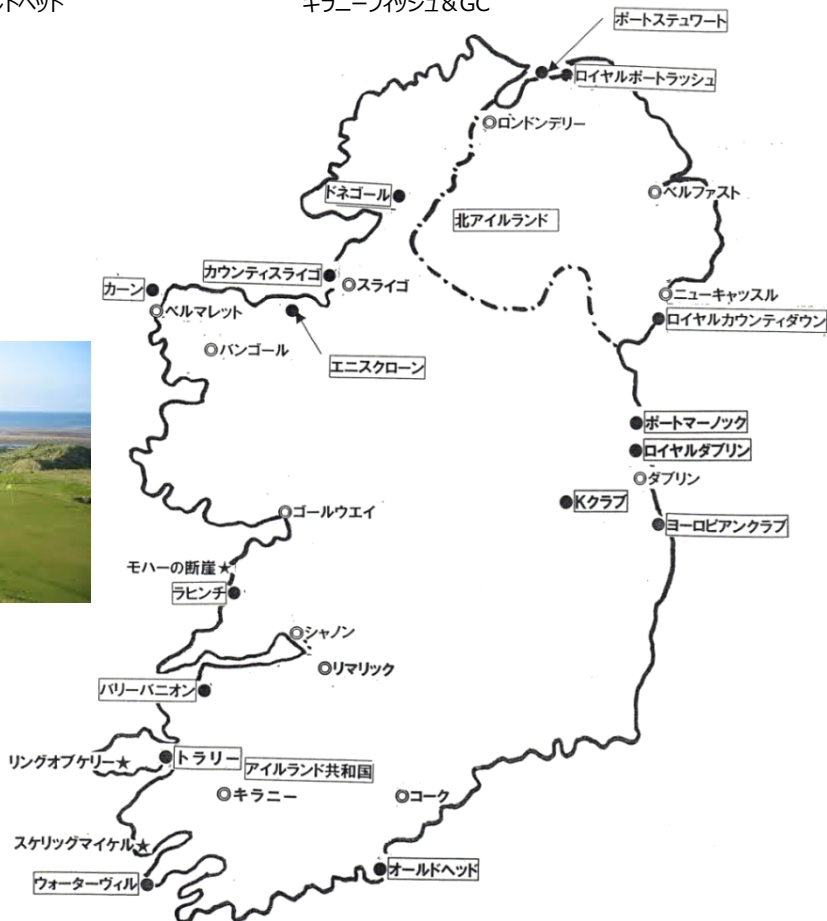 キラニーフィッシュ&GC
ポートステュワート
ロイヤルポートラッシュ
ロンドンデリー
ドネゴール
ベルファスト
北アイルランド
カウンティスライゴ
スライゴ
カーン
ニューキャッスル
ベルマレット
ロイヤルカウンティダウン
バンゴール
エニスクローン
ポートマーノック
ロイヤルダブリン
ダブリン
Kクラブ
ゴールウエイ
ヨーロピアンクラブ
モハーの断崖★
ラヒンチ
シャノン
リマリック
バリーバニオン
トラリー
リングオブケリー★
アイルランド共和国
キラニー
コーク
スケリッグマイケル★
オールドヘッド
ウォーターヴィル